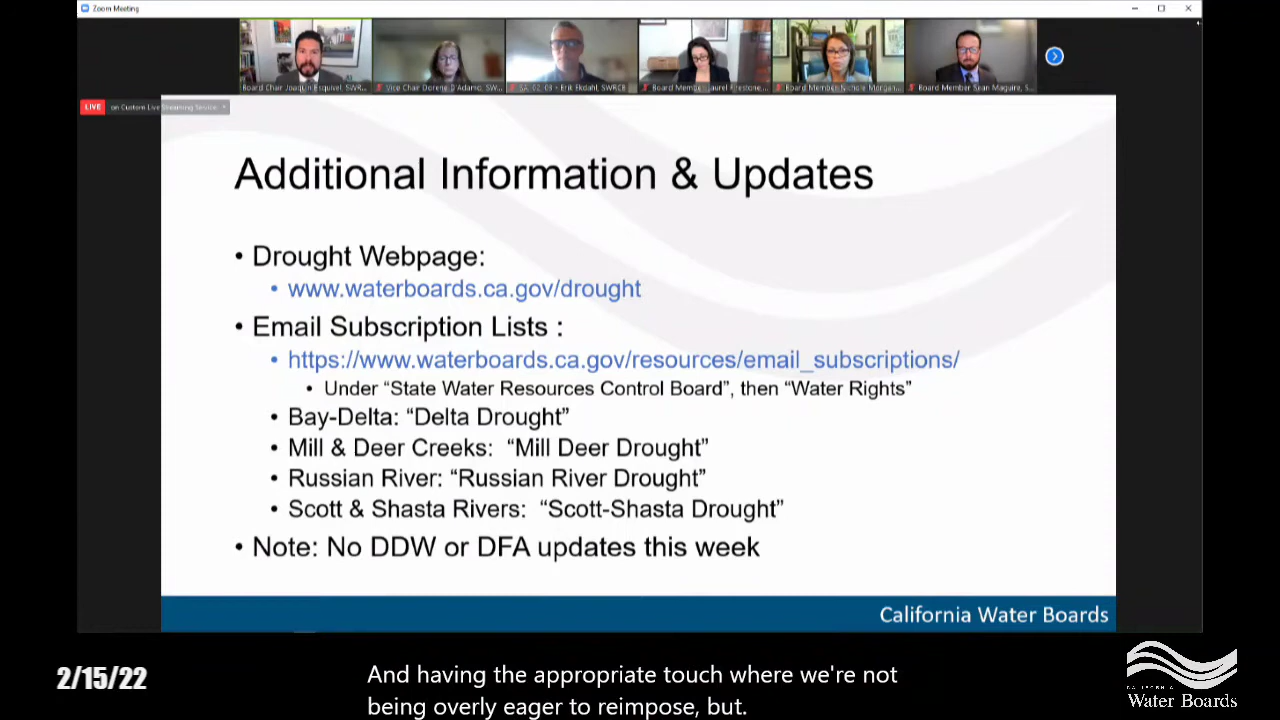 Zoom Meeting
Board Chair Joaquin Esquivel, SWR...
Vice Chair Dorene D'Adamo, SW...
SA: 02, 09 - Erik Ekdahl, SWRCB
Board Member Laurel Firestone...
Board Member Nichole Morgan...
Board Member Sean Maguire, S...
LIVE on Custom Live Streaming Service
Additional Information & Updates
• Drought Webpage:
• www.waterboards.ca.gov/drought
• Email Subscription Lists :
• https://www.waterboards.ca.gov/resources/email_subscriptions/
• Under “State Water Resources Control Board”, then “Water Rights”
• Bay-Delta: “Delta Drought”
• Mill & Deer Creeks: “Mill Deer Drought”
• Russian River: “Russian River Drought”
• Scott & Shasta Rivers: “Scott-Shasta Drought”
• Note: No DDW or DFA updates this week
California Water Boards
2/15/22
And having the appropriate touch where we're not
being overly eager to reimpose, but.
CALIFORNIA
Water Boards